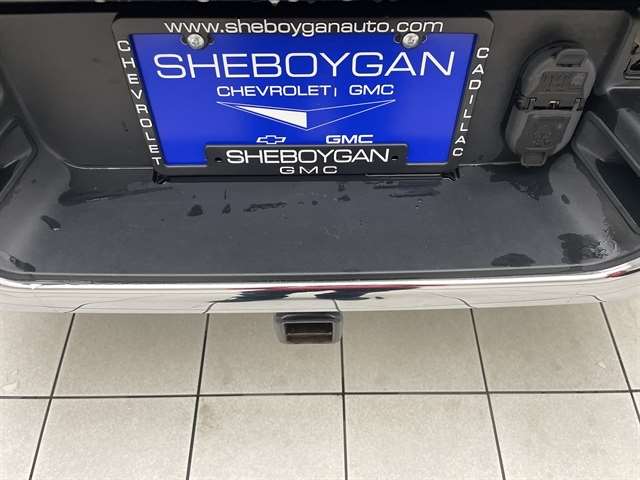 www.sheboyganauto.com
CHEVROLET
SHEBOYGAN
CHEVROLET | GMC
GMC
CADILLAC
SHEBOYGAN
GMC